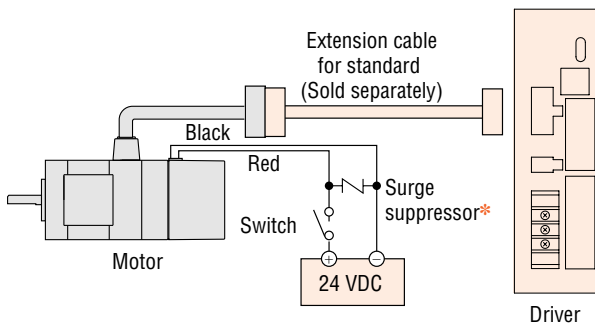 Extension cable
for standard
(Sold separately)
Black
Red
Surge
suppressor*
Switch
Motor
+ −
24 VDC
Driver